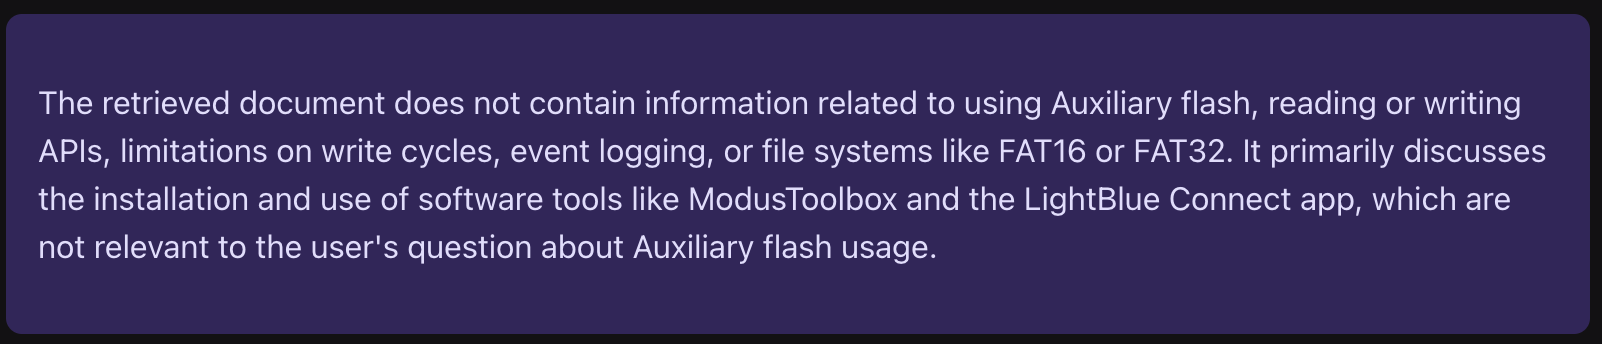 The retrieved document does not contain information related to using Auxiliary flash, reading or writing
APIs, limitations on write cycles, event logging, or file systems like FAT16 or FAT32. It primarily discusses
the installation and use of software tools like ModusToolbox and the LightBlue Connect app, which are
not relevant to the user's question about Auxiliary flash usage.